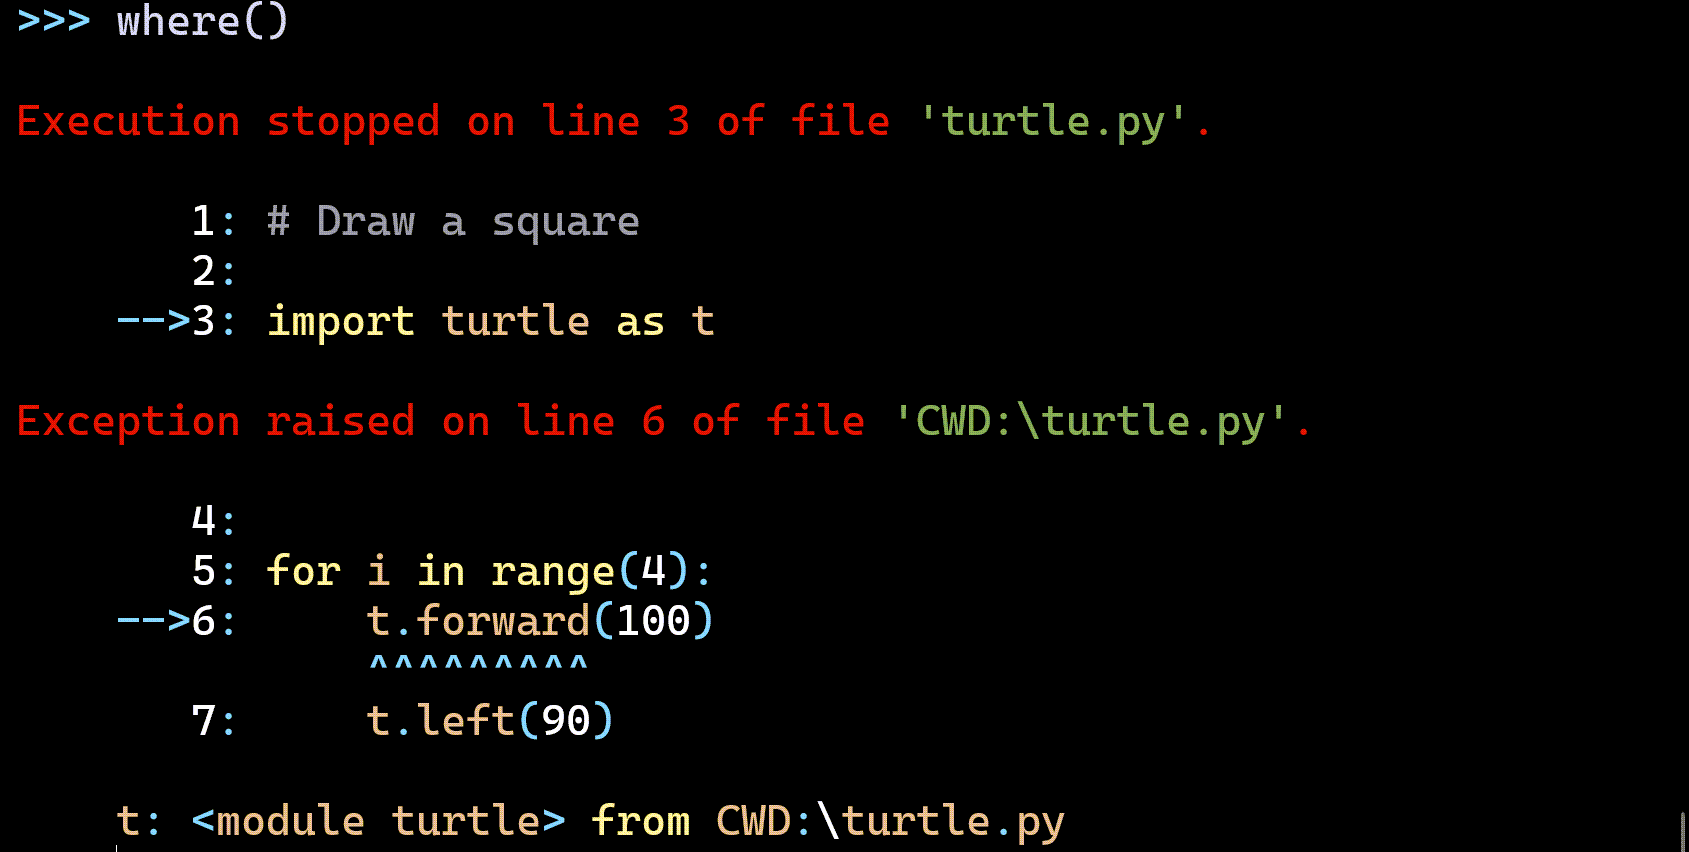 >>> where()
Execution stopped on line 3 of file 'turtle.py'.
1: # Draw a square
2:
-->3: import turtle as t
Exception raised on line 6 of file 'CWD:\turtle.py'.
4:
5: for i in range(4):
-->6:     t.forward(100)
^^^^^^^^^
7:     t.left(90)
t: <module turtle> from CWD:\turtle.py